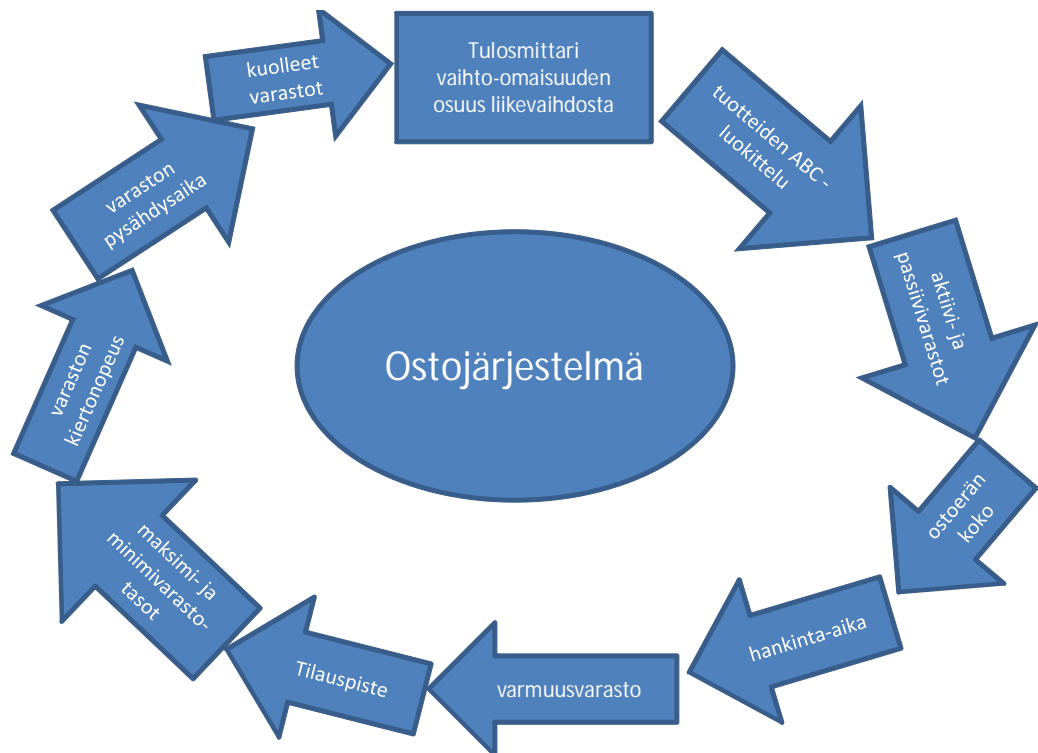 Tulosmittari
vaihto-omaisuuden
osuus liikevaihdosta
tuotteiden ABC -
luokittelu
aktiivi- ja
passiivivarastot
ostoerän
koko
hankinta-aika
varmuusvarasto
Tilauspiste
maksimi- ja
minimivarasto-
tasot
varaston
kiertonopeus
varaston
pysähdysaika
kuolleet
varastot
Ostojärjestelmä